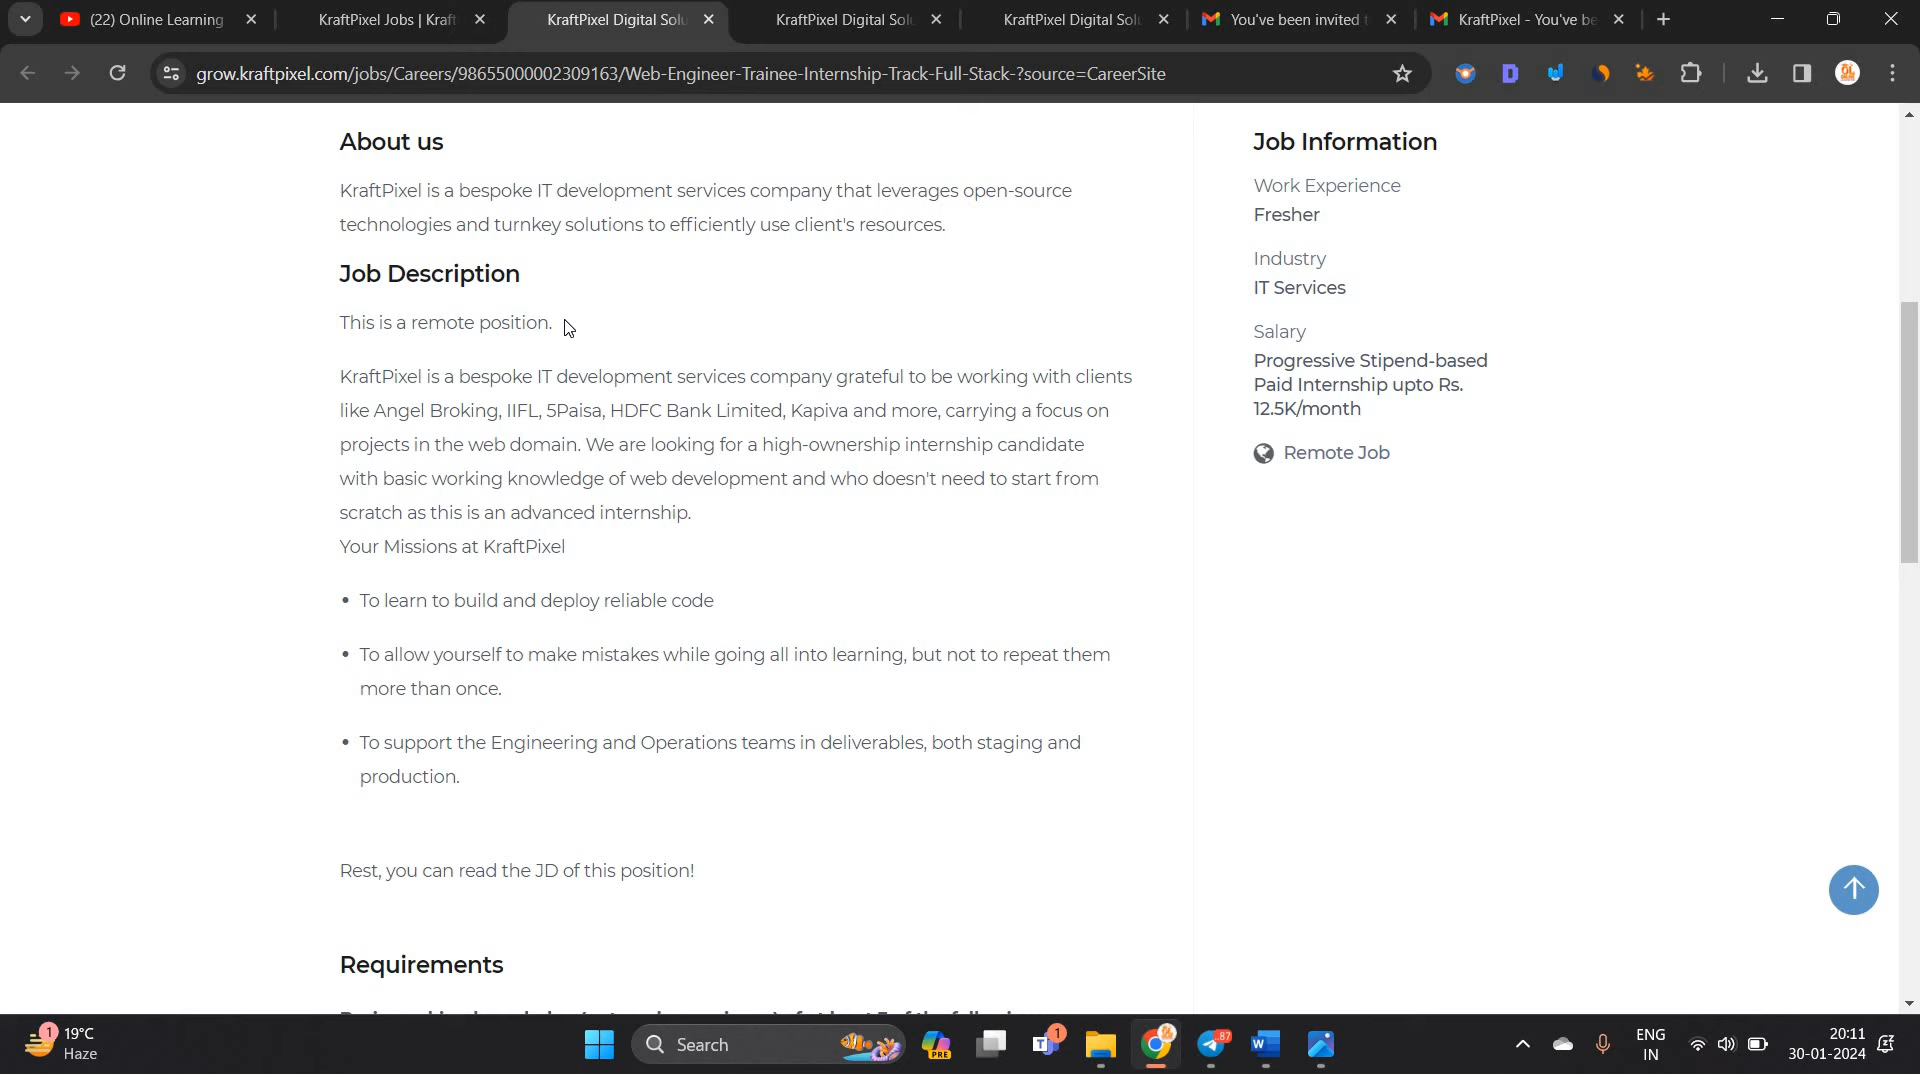 (22) Online Learning
KraftPixel Jobs | Kraft
KraftPixel Digital Solu
KraftPixel Digital Solu
KraftPixel Digital Solu
You've been invited t
KraftPixel - You've be
grow.kraftpixel.com/jobs/Careers/98655000002309163/Web-Engineer-Trainee-Internship-Track-Full-Stack-?source=CareerSite
About us
KraftPixel is a bespoke IT development services company that leverages open-source
technologies and turnkey solutions to efficiently use client's resources.
Job Description
This is a remote position.
KraftPixel is a bespoke IT development services company grateful to be working with clients
like Angel Broking, IIFL, 5Paisa, HDFC Bank Limited, Kapiva and more, carrying a focus on
projects in the web domain. We are looking for a high-ownership internship candidate
with basic working knowledge of web development and who doesn't need to start from
scratch as this is an advanced internship.
Your Missions at KraftPixel
• To learn to build and deploy reliable code
• To allow yourself to make mistakes while going all into learning, but not to repeat them
more than once.
• To support the Engineering and Operations teams in deliverables, both staging and
production.
Rest, you can read the JD of this position!
Requirements
Job Information
Work Experience
Fresher
Industry
IT Services
Salary
Progressive Stipend-based
Paid Internship upto Rs.
12.5K/month
Remote Job
1
19°C
Haze
Search
PRE
1
87
ENG
IN
20:11
30-01-2024